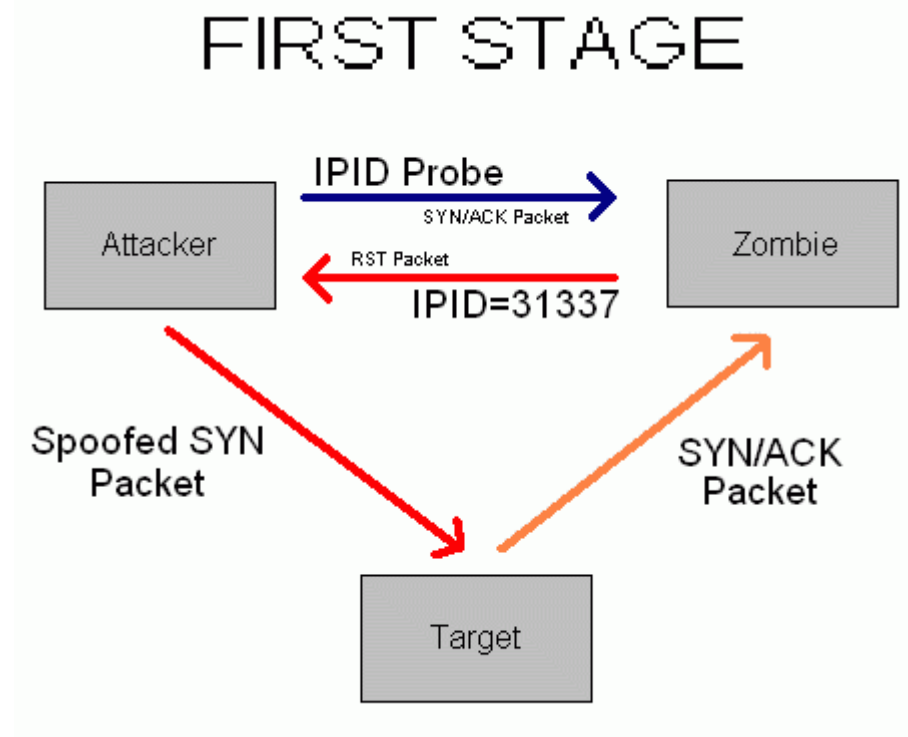 FIRST STAGE
IPID Probe
SYN/ACK Packet
Attacker
Zombie
RST Packet
IPID=31337
Spoofed SYN
Packet
SYN/ACK
Packet
Target